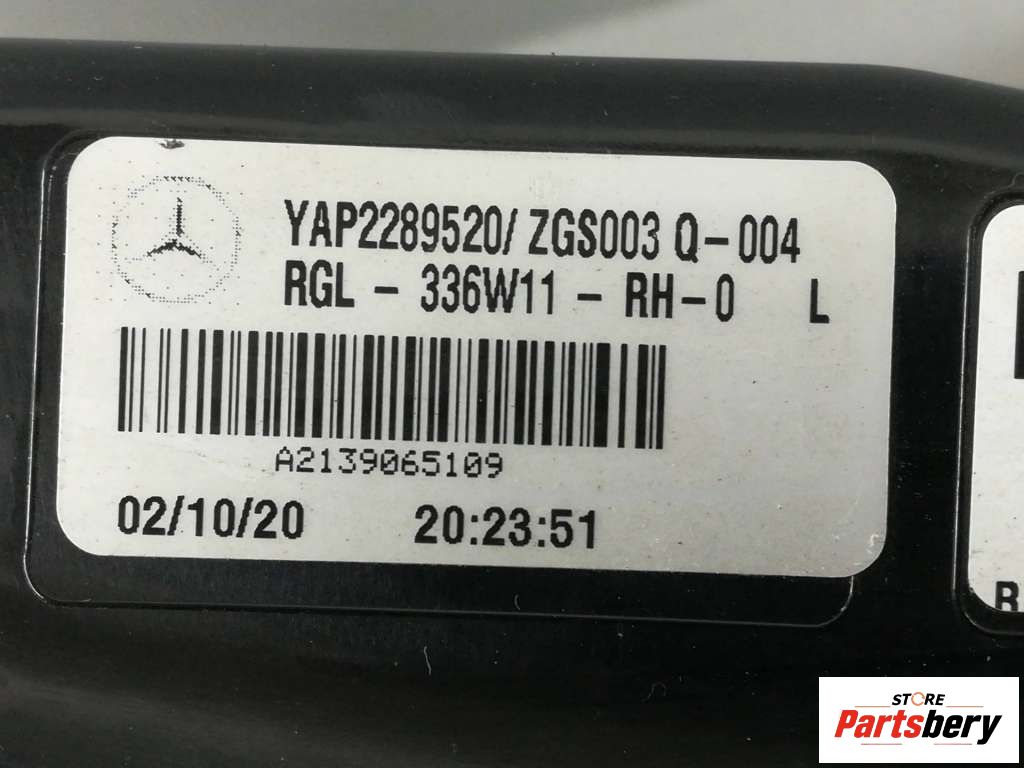 YAP2289520/ ZGS003 Q-004
RGL - 336W11 - RH-0 L
A2139065109
02/10/20 20:23:51
STORE
Partsbery